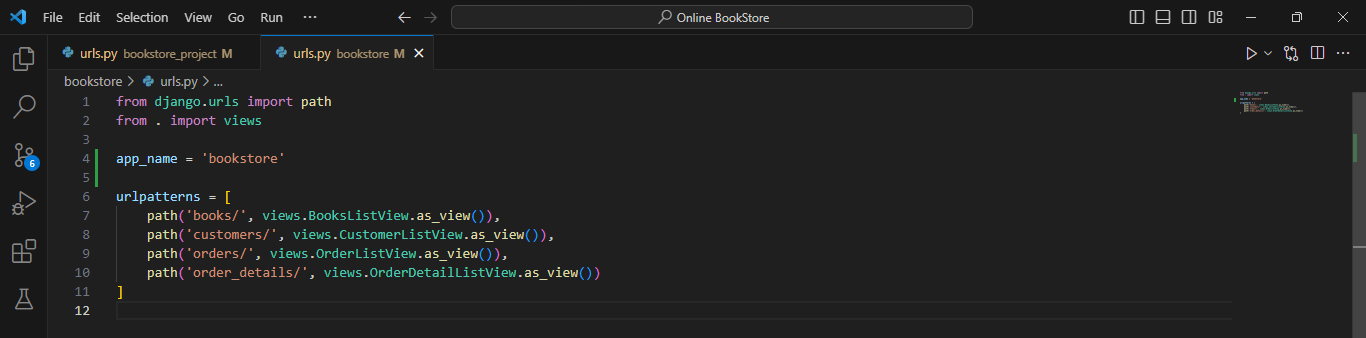 File Edit Selection View Go Run ... Online BookStore
urls.py bookstore_project M urls.py bookstore M
bookstore > urls.py > ...
1 from django.urls import path
2 from . import views
3
4 app_name = 'bookstore'
5
6 urlpatterns = [
7     path('books/', views.BooksListView.as_view()),
8     path('customers/', views.CustomerListView.as_view()),
9     path('orders/', views.OrderListView.as_view()),
10     path('order_details/', views.OrderDetailListView.as_view())
11 ]
12
6